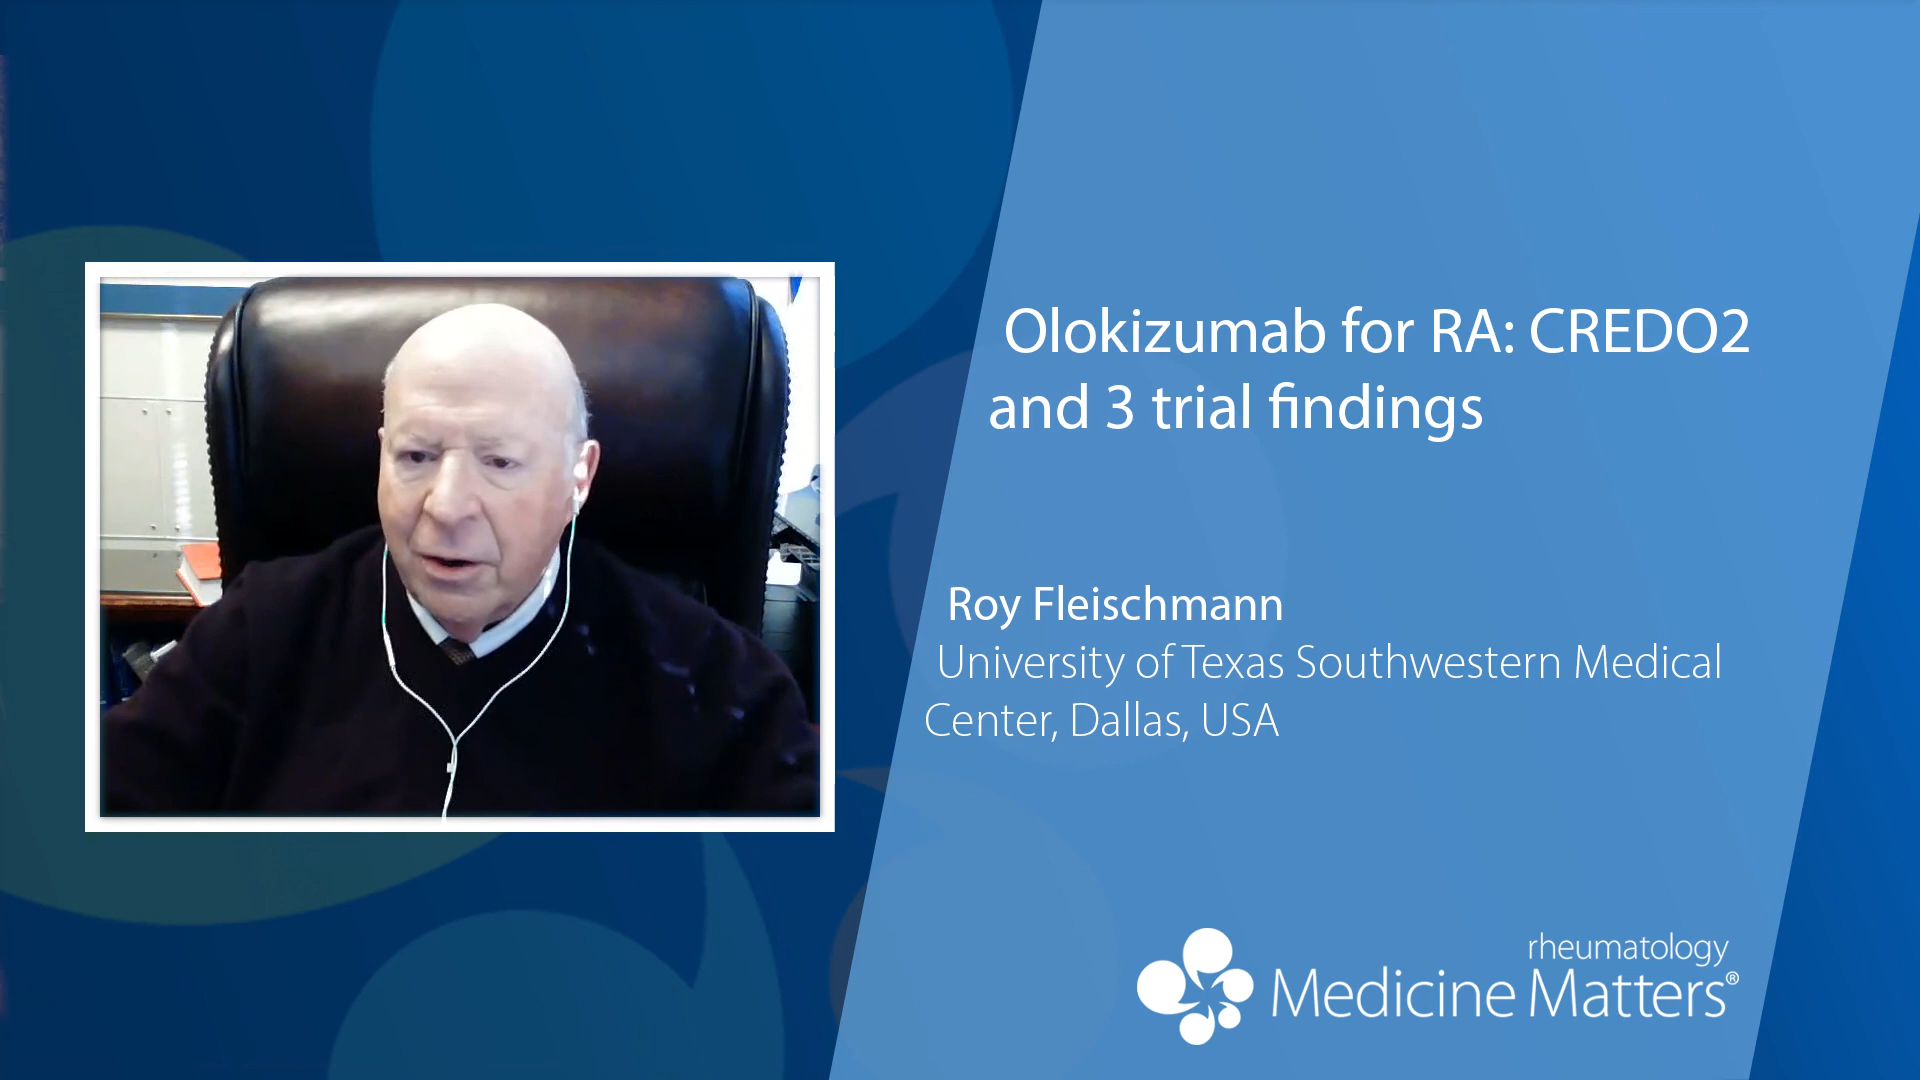 Olokizumab for RA: CREDO2
and 3 trial findings
Roy Fleischmann
University of Texas Southwestern Medical
Center, Dallas, USA
rheumatology
Medicine Matters®